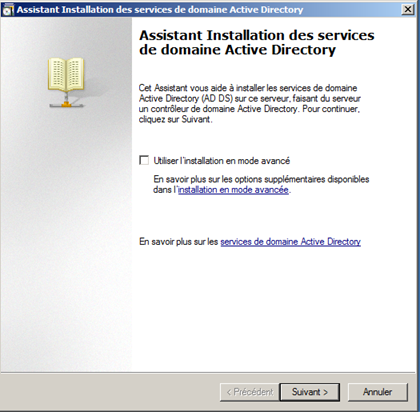 Assistant Installation des services de domaine Active Directory
Assistant Installation des services
de domaine Active Directory
Cet Assistant vous aide à installer les services de domaine
Active Directory (AD DS) sur ce serveur, faisant du serveur
un contrôleur de domaine Active Directory. Pour continuer,
cliquez sur Suivant.
Utiliser l'installation en mode avancé
En savoir plus sur les options supplémentaires disponibles
dans l'installation en mode avancée.
En savoir plus sur les services de domaine Active Directory
< Précédent
Suivant >
Annuler